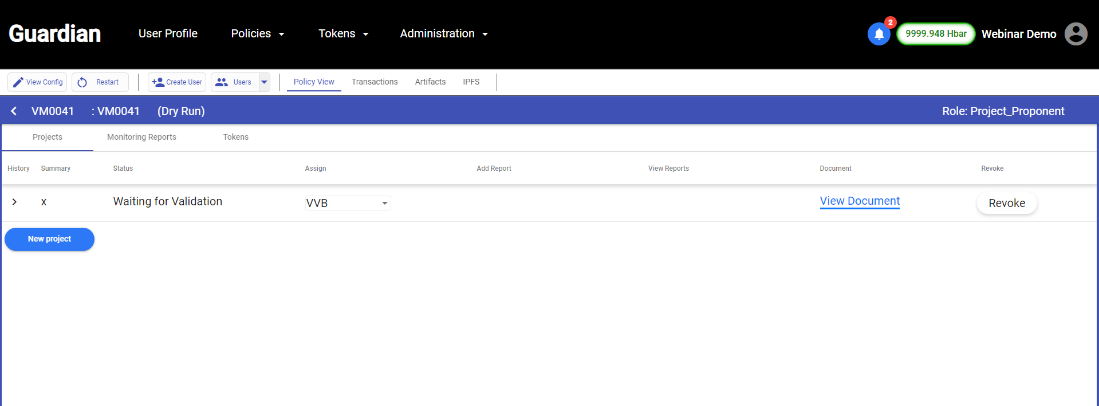 Guardian User Profile Policies Tokens Administration 2 9999.948 Hbar Webinar Demo
View Config Restart Create User Users Policy View Transactions Artifacts IPFS
VM0041 : VM0041 (Dry Run) Role: Project_Proponent
Projects Monitoring Reports Tokens
History Summary Status Assign Add Report View Reports Document Revoke
x Waiting for Validation VVB View Document Revoke
New project